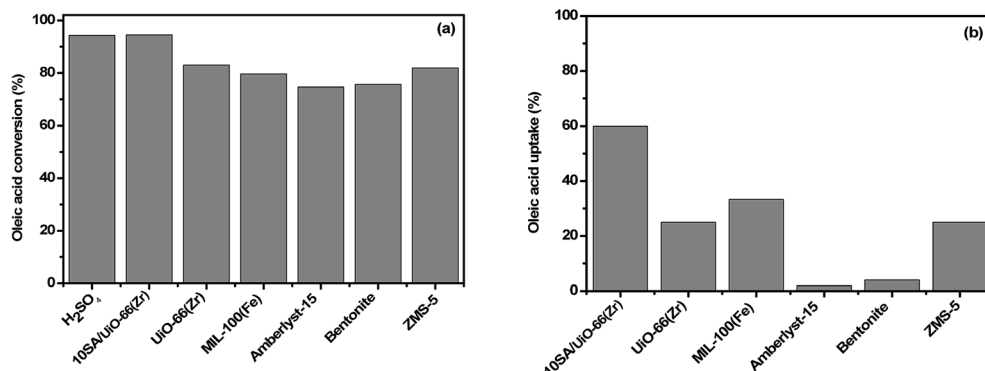 (a)
Oleic acid conversion (%)
100
80
60
40
20
0
H₂SO₄
10SA/UiO-66(Zr)
UiO-66(Zr)
MIL-100(Fe)
Amberlyst-15
Bentonite
ZMS-5
(b)
Oleic acid uptake (%)
100
80
60
40
20
0
10SA/UiO-66(Zr)
UiO-66(Zr)
MIL-100(Fe)
Amberlyst-15
Bentonite
ZMS-5